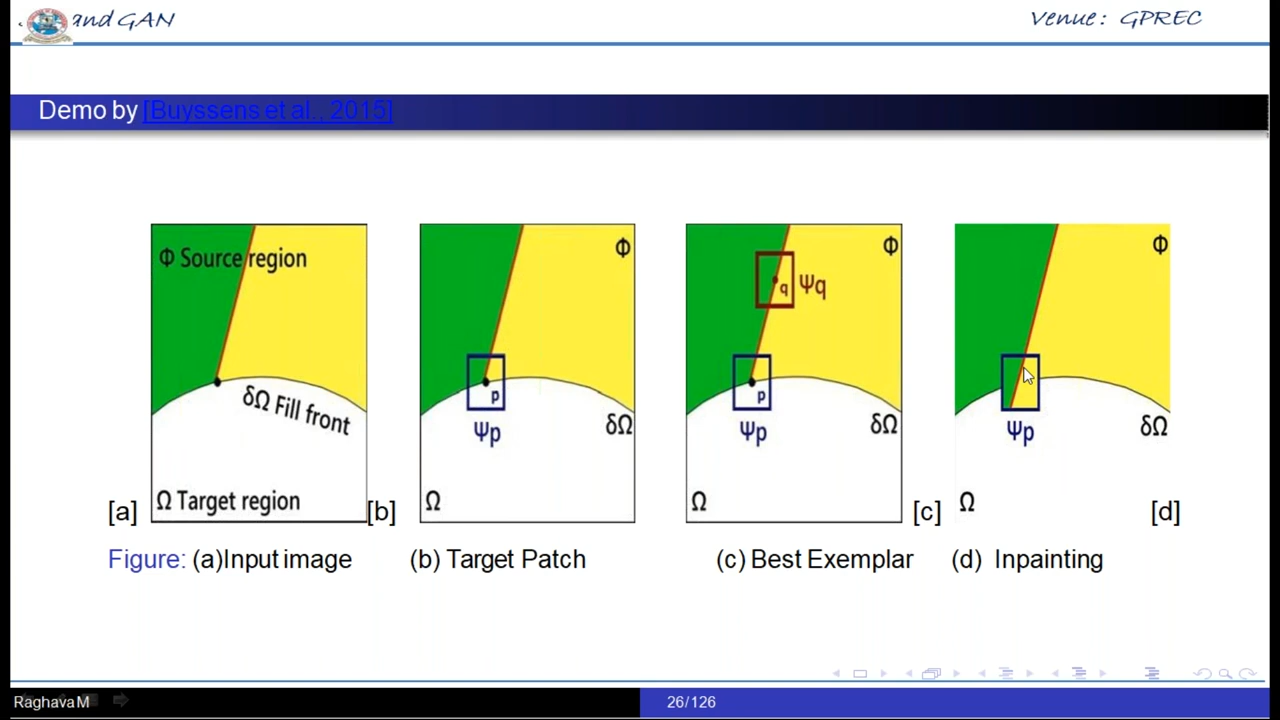 and GAN
Venue: GPREC
Demo by [Buyssens et al., 2015]
Φ Source region
δΩ Fill front
Ω Target region
[a]
Φ
p
Ψp
δΩ
Ω
[b]
Φ
q Ψq
p
Ψp
δΩ
Ω
[c]
Φ
Ψp
δΩ
Ω
[d]
Figure: (a)Input image (b) Target Patch (c) Best Exemplar (d) Inpainting
Raghava M
26/126